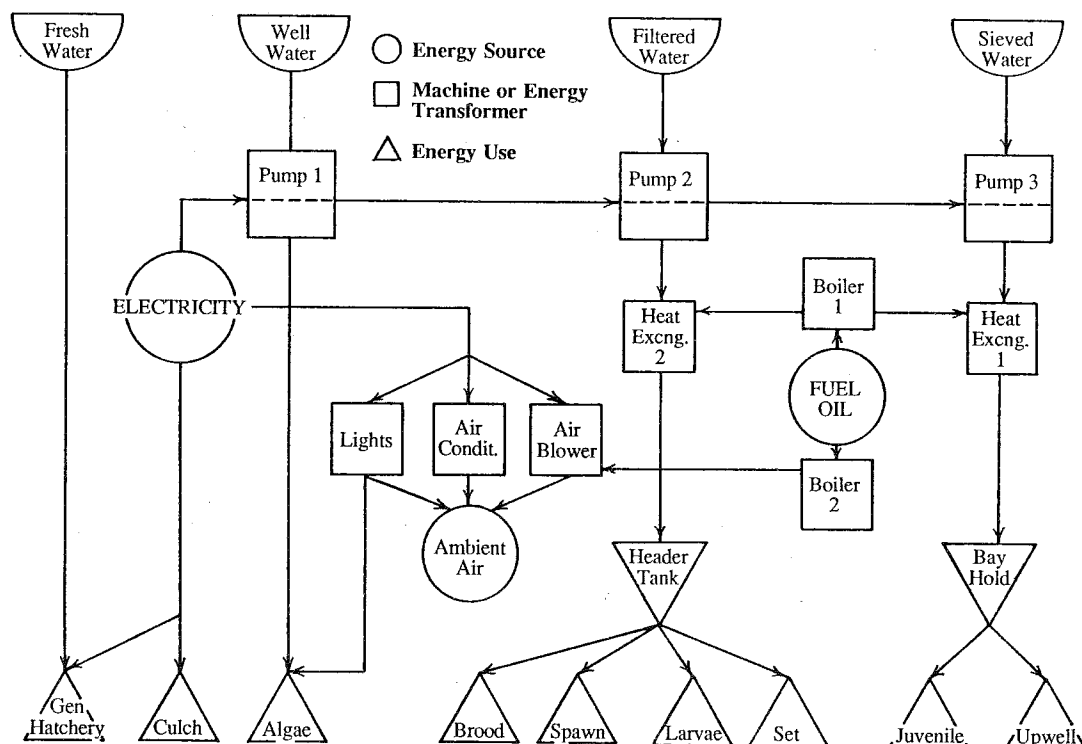 Fresh
Water
Well
Water
Filtered
Water
Sieved
Water
Energy Source
Machine or Energy
Transformer
Energy Use
Pump 1
Pump 2
Pump 3
ELECTRICITY
Boiler
1
Heat
Excng.
2
Heat
Excng.
1
FUEL
OIL
Lights
Air
Condit.
Air
Blower
Boiler
2
Ambient
Air
Header
Tank
Bay
Hold
Gen
Hatchery
Culch
Algae
Brood
Spawn
Larvae
Set
Juvenile
Upwell